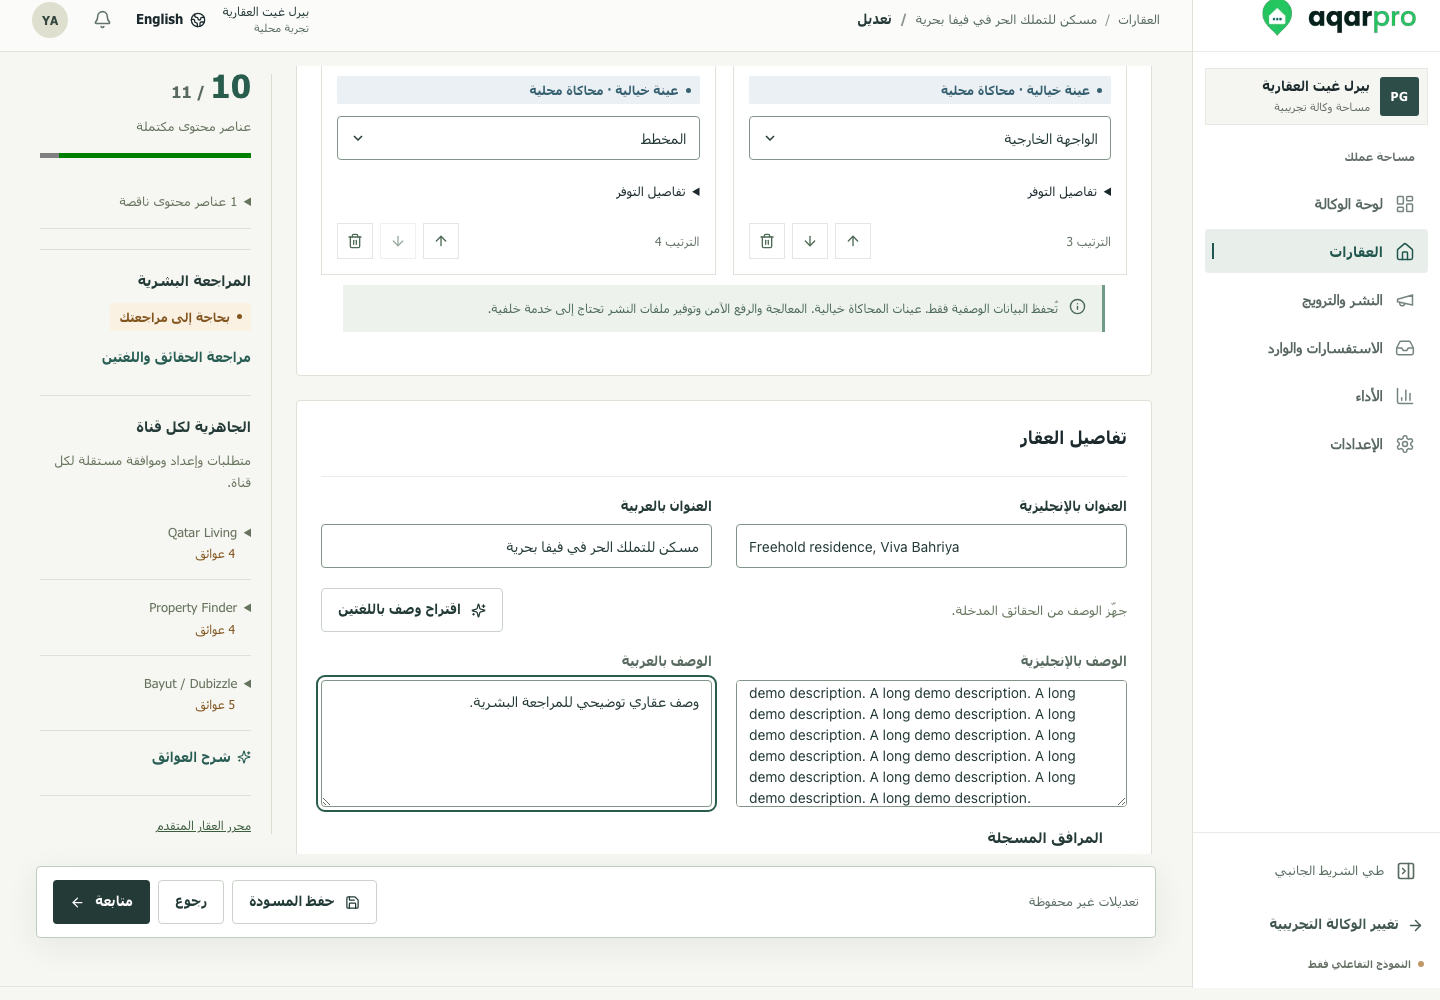 aqarpro
PG
بيرل غيت العقارية
مساحة وكالة تجريبية
مساحة عملك
لوحة الوكالة
العقارات
النشر والترويج
الاستفسارات والوارد
الأداء
الإعدادات
طي الشريط الجانبي
تغيير الوكالة التجريبية
النموذج التفاعلي فقط
العقارات / مسكن للتملك الحر في فيفا بحرية / تعديل
بيرل غيت العقارية
تجربة محلية
English
YA
عينة خيالية · محاكاة محلية
الواجهة الخارجية
تفاصيل التوفر
الترتيب 3
عينة خيالية · محاكاة محلية
المخطط
تفاصيل التوفر
الترتيب 4
تُحفظ البيانات الوصفية فقط. عينات المحاكاة خيالية. المعالجة والرفع الآمن وتوفير ملفات النشر تحتاج إلى خدمة خلفية.
تفاصيل العقار
العنوان بالإنجليزية
Freehold residence, Viva Bahriya
العنوان بالعربية
مسكن للتملك الحر في فيفا بحرية
جهّز الوصف من الحقائق المدخلة.
اقتراح وصف باللغتين
الوصف بالإنجليزية
demo description. A long demo description. A long
demo description. A long demo description. A long
demo description. A long demo description. A long
demo description. A long demo description. A long
demo description. A long demo description. A long
demo description. A long demo description.
الوصف بالعربية
وصف عقاري توضيحي للمراجعة البشرية.
المرافق المسجلة
10 / 11
عناصر محتوى مكتملة
1 عناصر محتوى ناقصة
المراجعة البشرية
بحاجة إلى مراجعتك
مراجعة الحقائق واللغتين
الجاهزية لكل قناة
متطلبات وإعداد وموافقة مستقلة لكل
قناة.
Qatar Living
4 عوائق
Property Finder
4 عوائق
Bayut / Dubizzle
5 عوائق
شرح العوائق
محرر العقار المتقدم
تعديلات غير محفوظة
حفظ المسودة
رجوع
متابعة